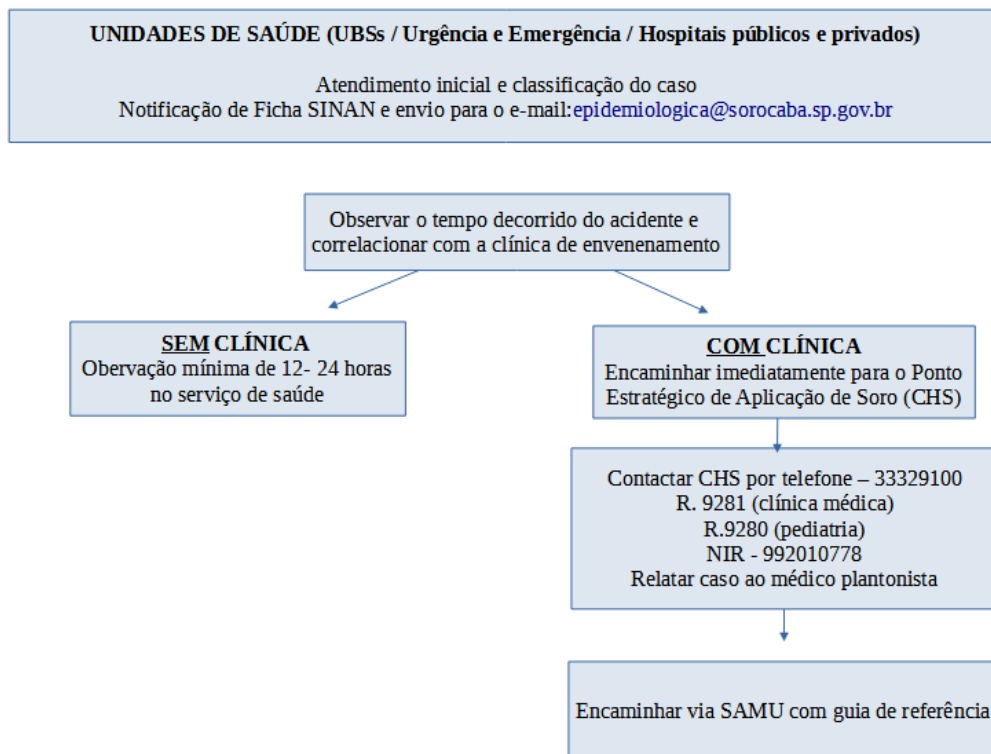 UNIDADES DE SAÚDE (UBSs / Urgência e Emergência / Hospitais públicos e privados)
Atendimento inicial e classificação do caso
Notificação de Ficha SINAN e envio para o e-mail:epidemiologica@sorocaba.sp.gov.br
Observar o tempo decorrido do acidente e
correlacionar com a clínica de envenenamento
SEM CLÍNICA
Obervação mínima de 12- 24 horas
no serviço de saúde
COM CLÍNICA
Encaminhar imediatamente para o Ponto
Estratégico de Aplicação de Soro (CHS)
Contactar CHS por telefone – 33329100
R. 9281 (clínica médica)
R.9280 (pediatria)
NIR - 992010778
Relatar caso ao médico plantonista
Encaminhar via SAMU com guia de referência